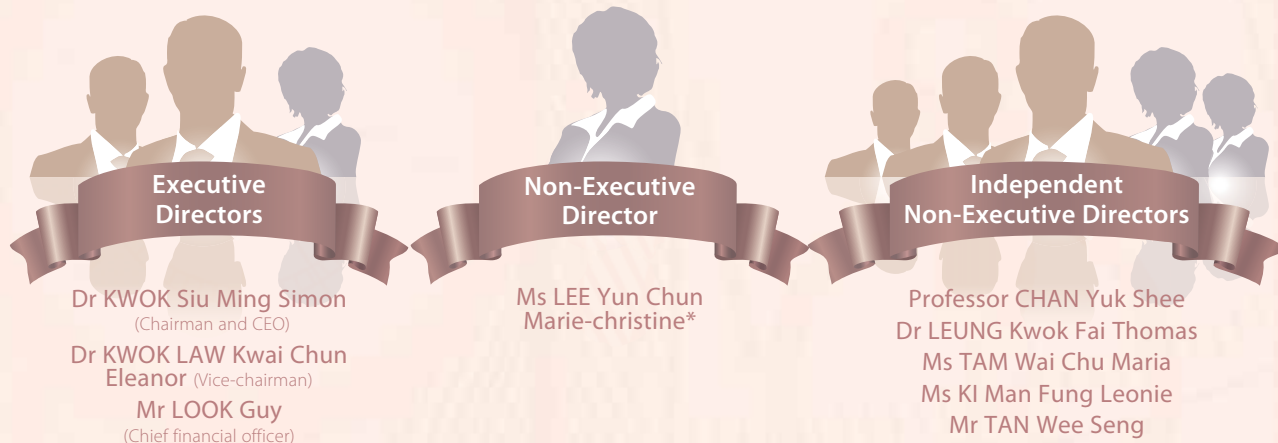 Executive
Directors
Dr KWOK Siu Ming Simon
(Chairman and CEO)
Dr KWOK LAW Kwai Chun
Eleanor (Vice-chairman)
Mr LOOK Guy
(Chief financial officer)
Non-Executive
Director
Ms LEE Yun Chun
Marie-christine*
Independent
Non-Executive Directors
Professor CHAN Yuk Shee
Dr LEUNG Kwok Fai Thomas
Ms TAM Wai Chu Maria
Ms KI Man Fung Leonie
Mr TAN Wee Seng